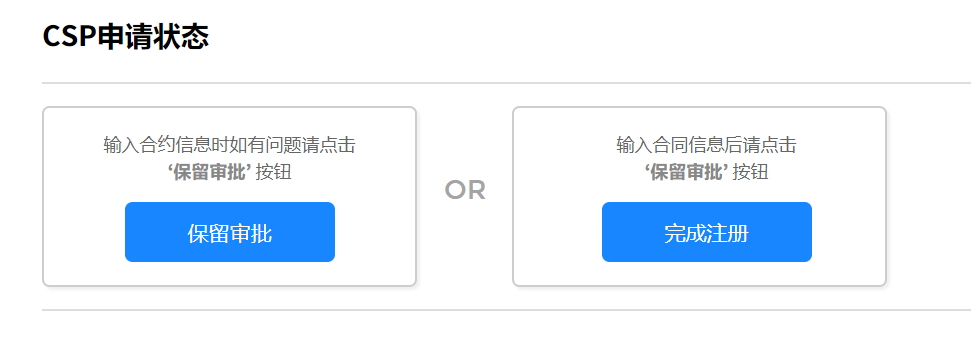 CSP申请状态
输入合约信息时如有问题请点击
‘保留审批’ 按钮
保留审批
OR
输入合同信息后请点击
‘保留审批’ 按钮
完成注册